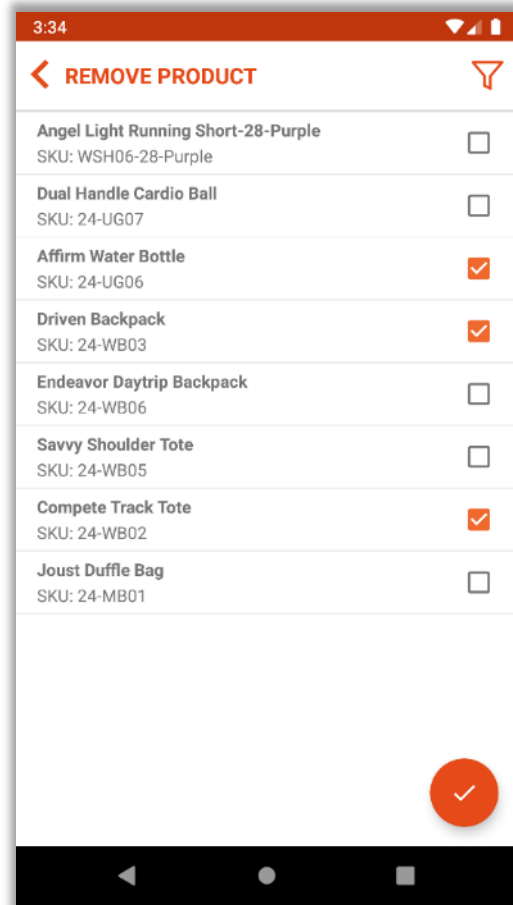 3:34
REMOVE PRODUCT
Angel Light Running Short-28-Purple
SKU: WSH06-28-Purple
Dual Handle Cardio Ball
SKU: 24-UG07
Affirm Water Bottle
SKU: 24-UG06
Driven Backpack
SKU: 24-WB03
Endeavor Daytrip Backpack
SKU: 24-WB06
Savvy Shoulder Tote
SKU: 24-WB05
Compete Track Tote
SKU: 24-WB02
Joust Duffle Bag
SKU: 24-MB01